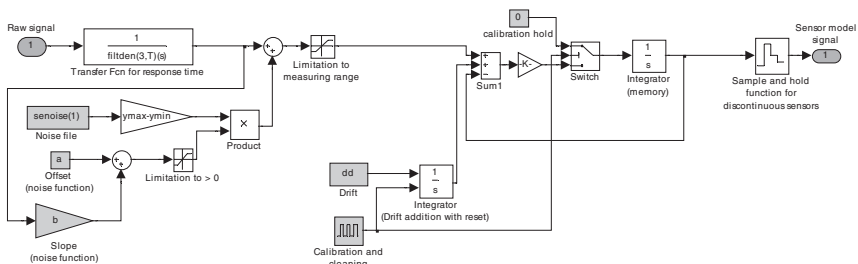 Raw signal
1
1
filtden(3,T)(s)
Transfer Fcn for response time
Limitation to
measuring range
senoise(1)
Noise file
ymax-ymin
Product
a
Offset
(noise function)
Limitation to > 0
b
Slope
(noise function)
0
calibration hold
Sum1
-K-
Switch
1
s
Integrator
(memory)
Sample and hold
function for
discontinuous sensors
Sensor model
signal
1
dd
Drift
1
s
Integrator
(Drift addition with reset)
Calibration and